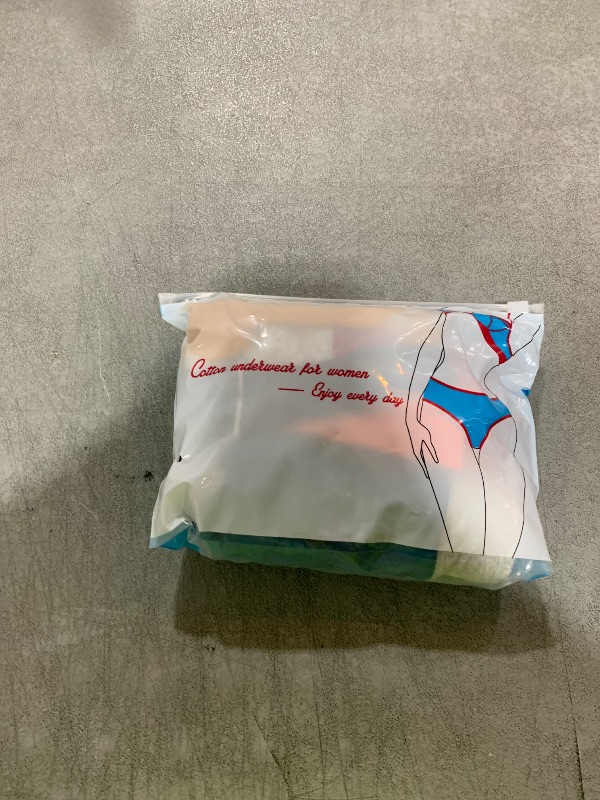 Cotton underwear for women
— Enjoy every day